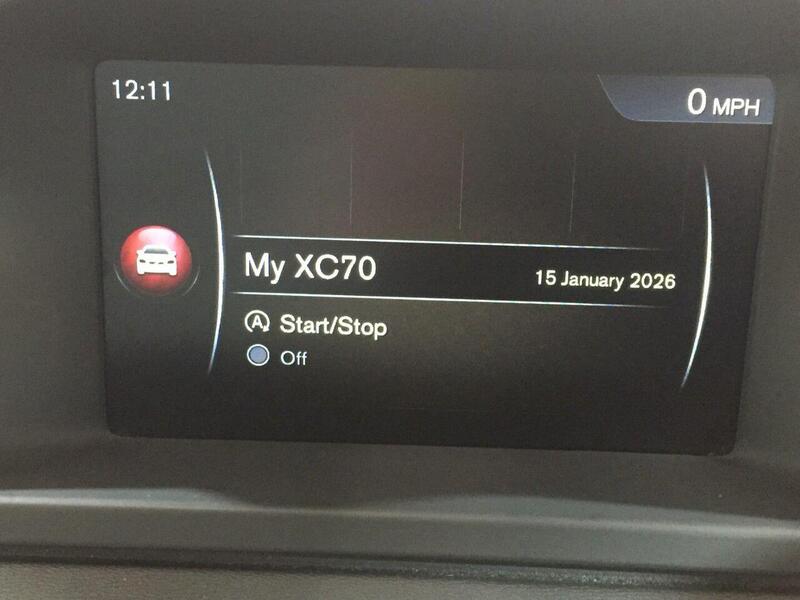 12:11
0 MPH
My XC70
15 January 2026
A Start/Stop
Off